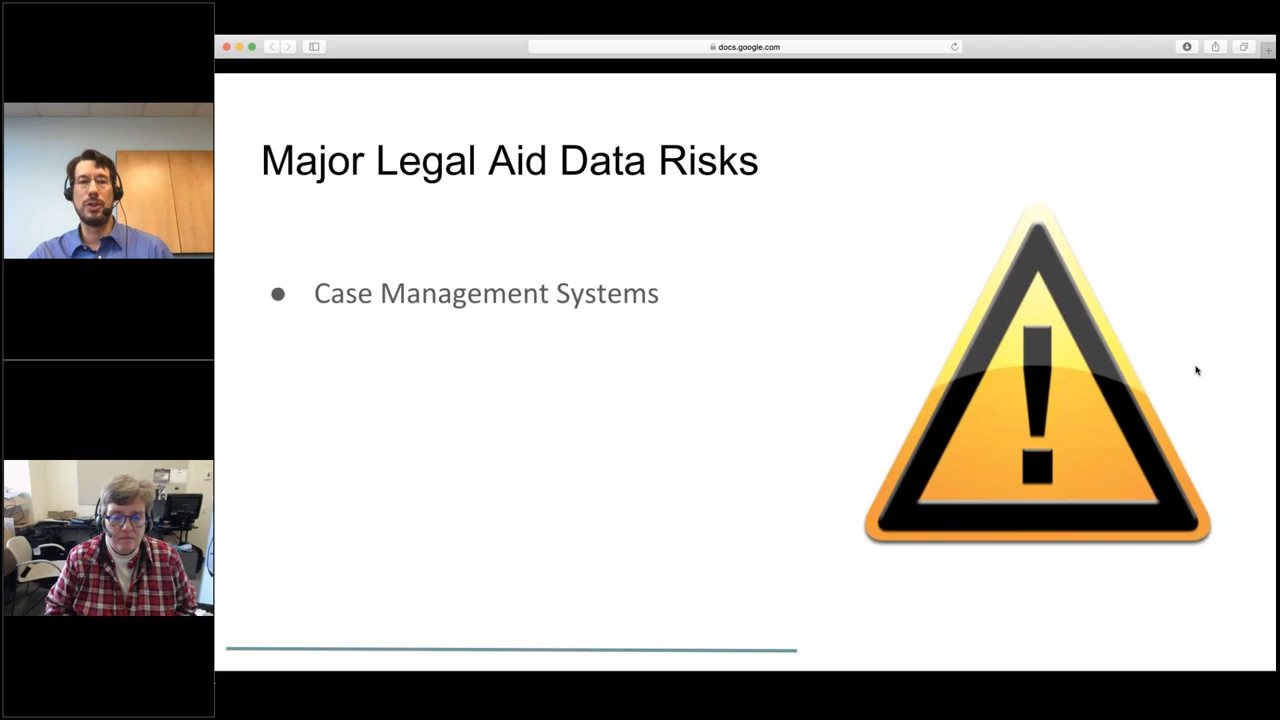 docs.google.com
Major Legal Aid Data Risks
● Case Management Systems